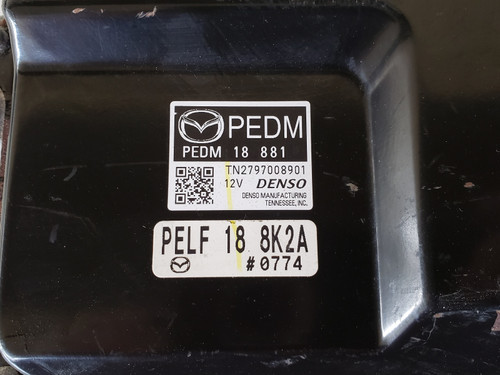 PEDM
PEDM 18 881
TN2797008901
12V DENSO
DENSO MANUFACTURING
TENNESSEE, INC.
PELF 18 8K2A
#0774